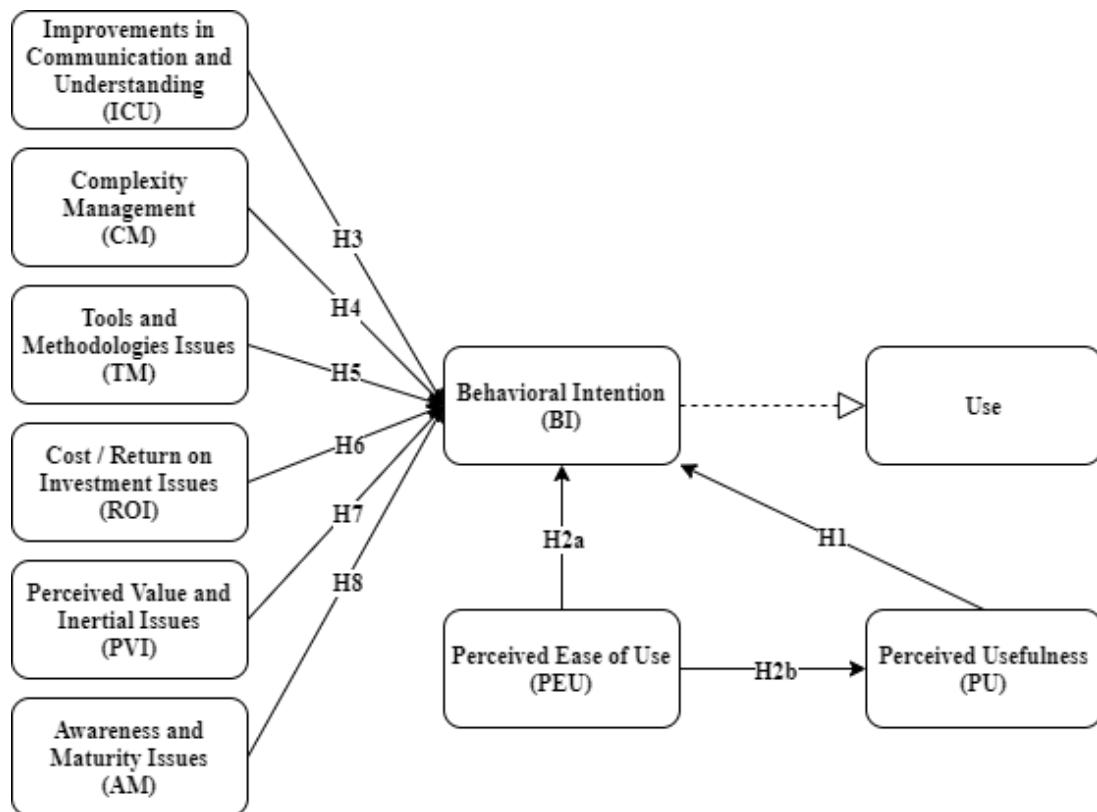 Improvements in
Communication and
Understanding
(ICU)
Complexity
Management
(CM)
Tools and
Methodologies Issues
(TM)
Cost / Return on
Investment Issues
(ROI)
Perceived Value and
Inertial Issues
(PVI)
Awareness and
Maturity Issues
(AM)
H3
H4
H5
H6
H7
H8
Behavioral Intention
(BI)
Use
H2a
H1
Perceived Ease of Use
(PEU)
H2b
Perceived Usefulness
(PU)